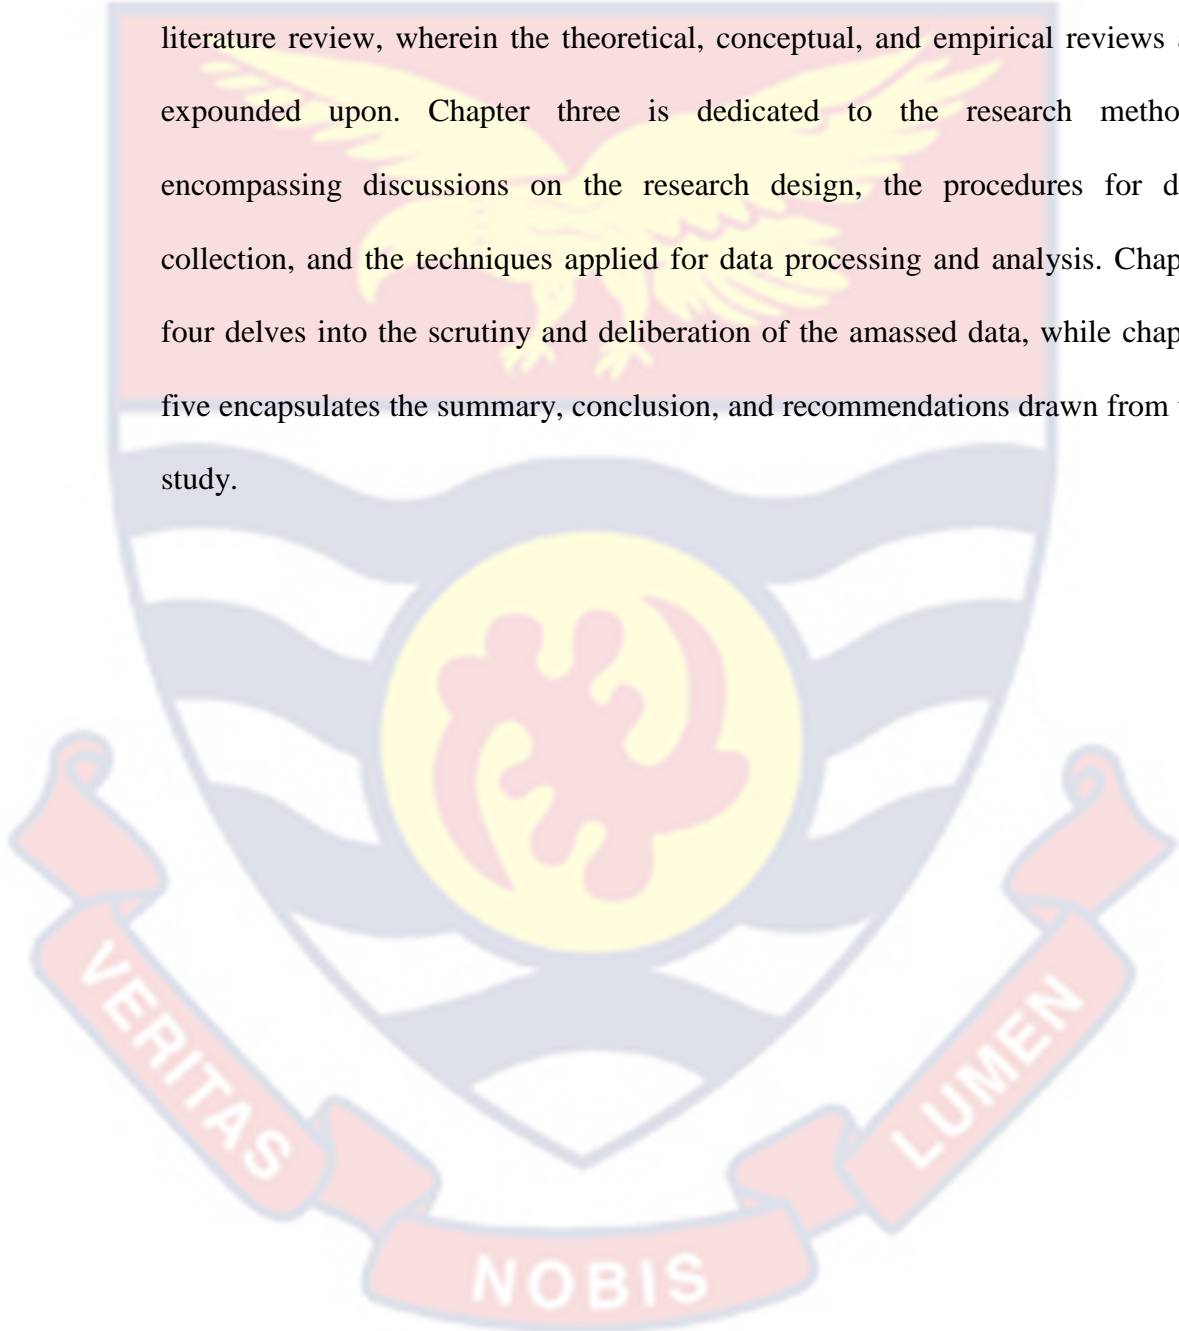 literature review, wherein the theoretical, conceptual, and empirical reviews
expounded upon. Chapter three is dedicated to the research
encompassing discussions on the research design, the procedures for
collection, and the techniques applied for data processing and analysis.
four delves into the scrutiny and deliberation of the amassed data, while
five encapsulates the summary, conclusion, and recommendations drawn from
study.
VERITAS
NOBIS
LUMEN